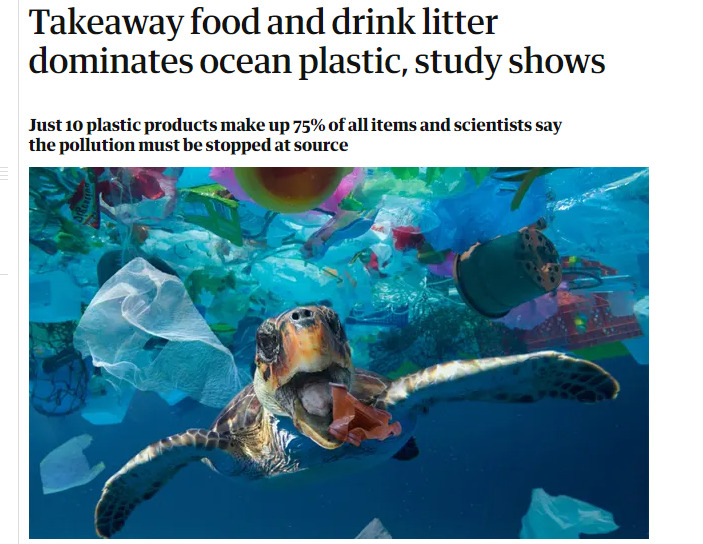 Takeaway food and drink litter
dominates ocean plastic, study shows
Just 10 plastic products make up 75% of all items and scientists say
the pollution must be stopped at source